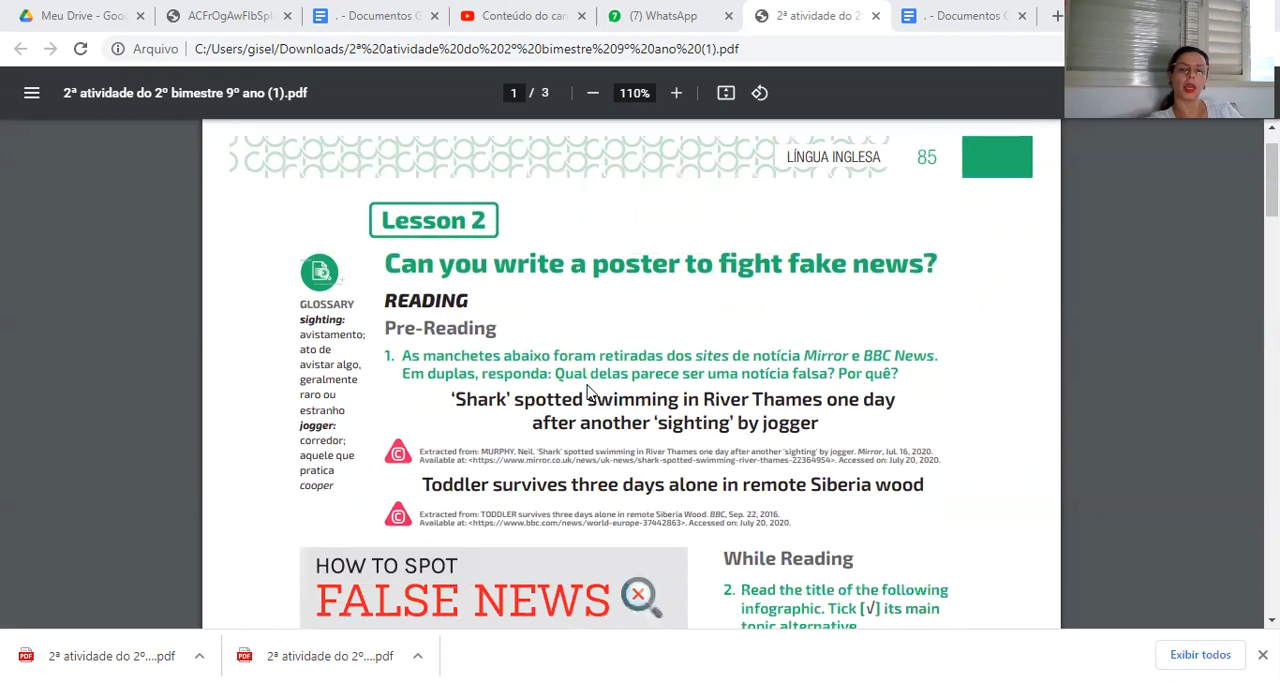 Meu Drive - Goo
ACFrOgAwFIbSpl
. - Documentos G
Conteúdo do can
(7) WhatsApp
2ª atividade do 2º
. - Documentos G
Arquivo
C:/Users/gisel/Downloads/2ª%20atividade%20do%202º%20bimestre%209º%20ano%20(1).pdf
2ª atividade do 2º bimestre 9º ano (1).pdf
1 / 3
110%
LÍNGUA INGLESA 85
Lesson 2
Can you write a poster to fight fake news?
READING
Pre-Reading
GLOSSARY
sighting:
avistamento;
ato de
avistar algo,
geralmente
raro ou
estranho
jogger:
corredor;
aquele que
pratica
cooper
1. As manchetes abaixo foram retiradas dos sites de notícia Mirror e BBC News.
Em duplas, responda: Qual delas parece ser uma notícia falsa? Por quê?
‘Shark’ spotted swimming in River Thames one day
after another ‘sighting’ by jogger
Extracted from: MURPHY, Neil. ‘Shark’ spotted swimming in River Thames one day after another ‘sighting’ by jogger. Mirror, Jul. 16, 2020.
Available at: <https://www.mirror.co.uk/news/uk-news/shark-spotted-swimming-river-thames-22364954>. Accessed on: July 20, 2020.
Toddler survives three days alone in remote Siberia wood
Extracted from: TODDLER survives three days alone in remote Siberia Wood. BBC, Sep. 22, 2016.
Available at: <https://www.bbc.com/news/world-europe-37442863>. Accessed on: July 20, 2020.
HOW TO SPOT
FALSE NEWS
While Reading
2. Read the title of the following
infographic. Tick [√] its main
topic alternative
2ª atividade do 2º....pdf
2ª atividade do 2º....pdf
Exibir todos